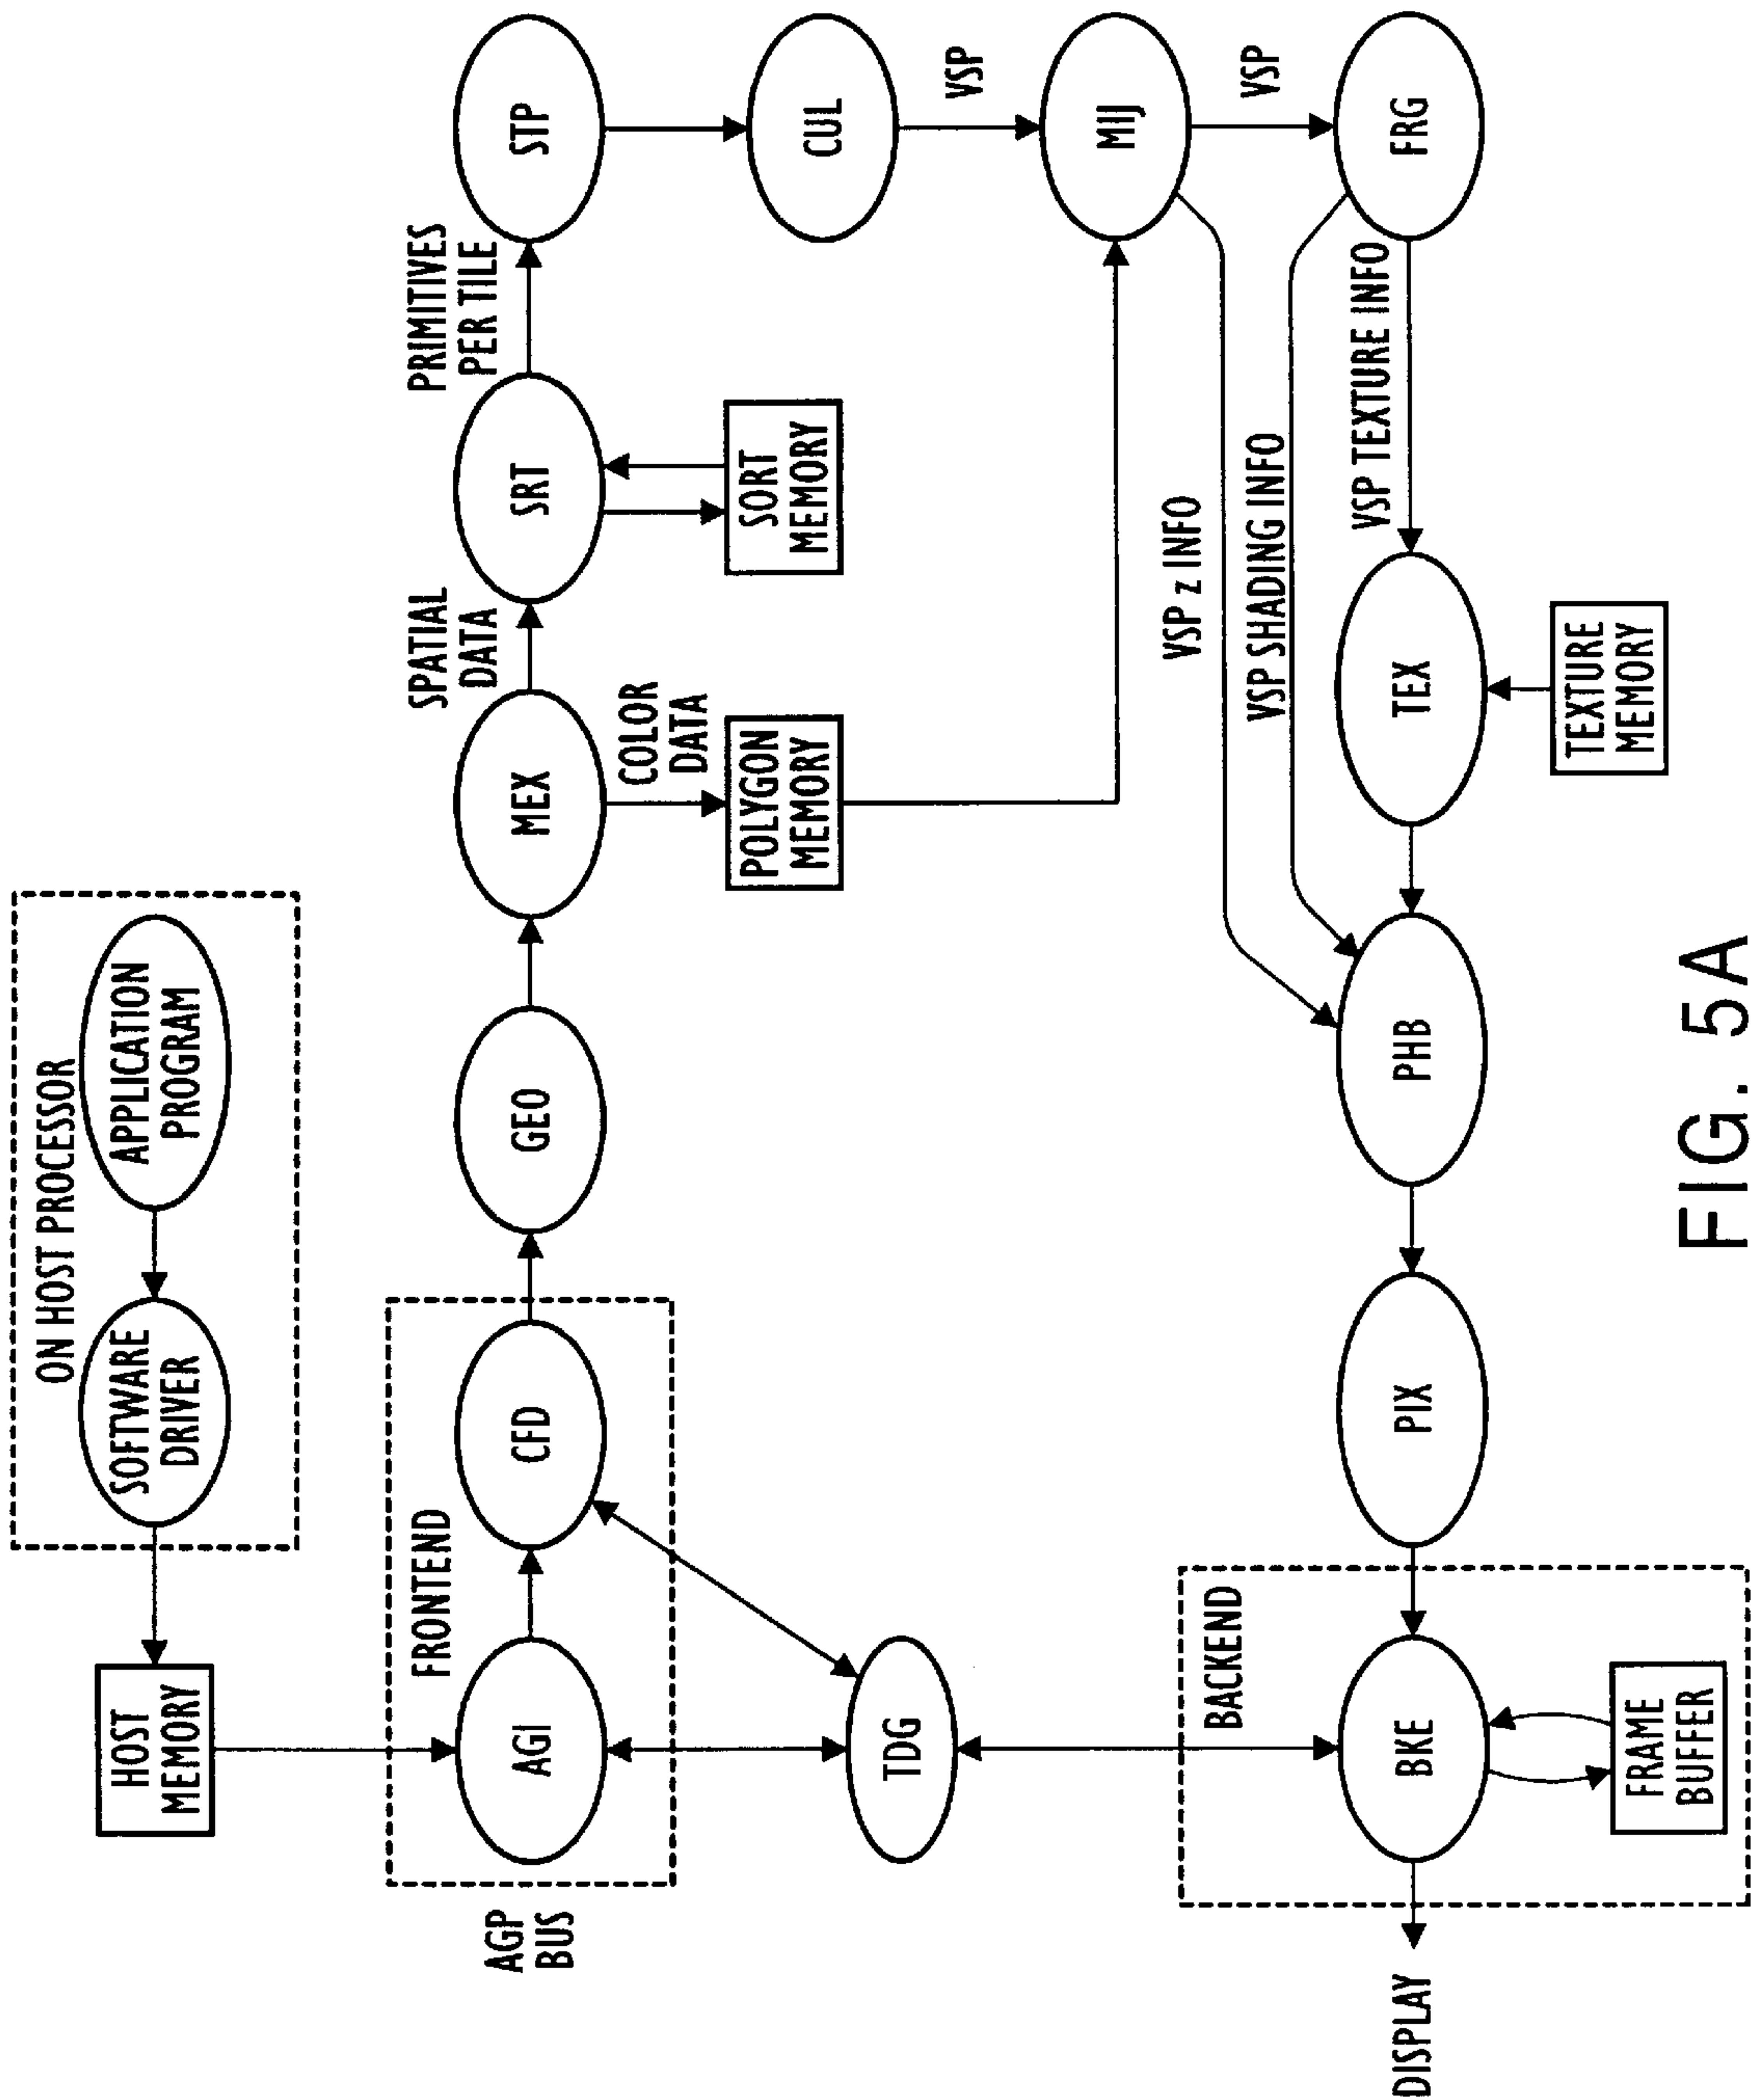 ON HOST PROCESSOR
HOST
MEMORY
SOFTWARE
DRIVER
APPLICATION
PROGRAM
AGP
BUS
FRONTEND
AGI
CFD
GEO
MEX
SPATIAL
DATA
SRT
PRIMITIVES
PER TILE
STP
COLOR
DATA
POLYGON
MEMORY
SORT
MEMORY
CUL
TDG
VSP
MIJ
VSP z INFO
VSP
VSP SHADING INFO
BACKEND
DISPLAY
BKE
PIX
PHB
TEX
VSP TEXTURE INFO
FRG
FRAME
BUFFER
TEXTURE
MEMORY
FIG. 5A